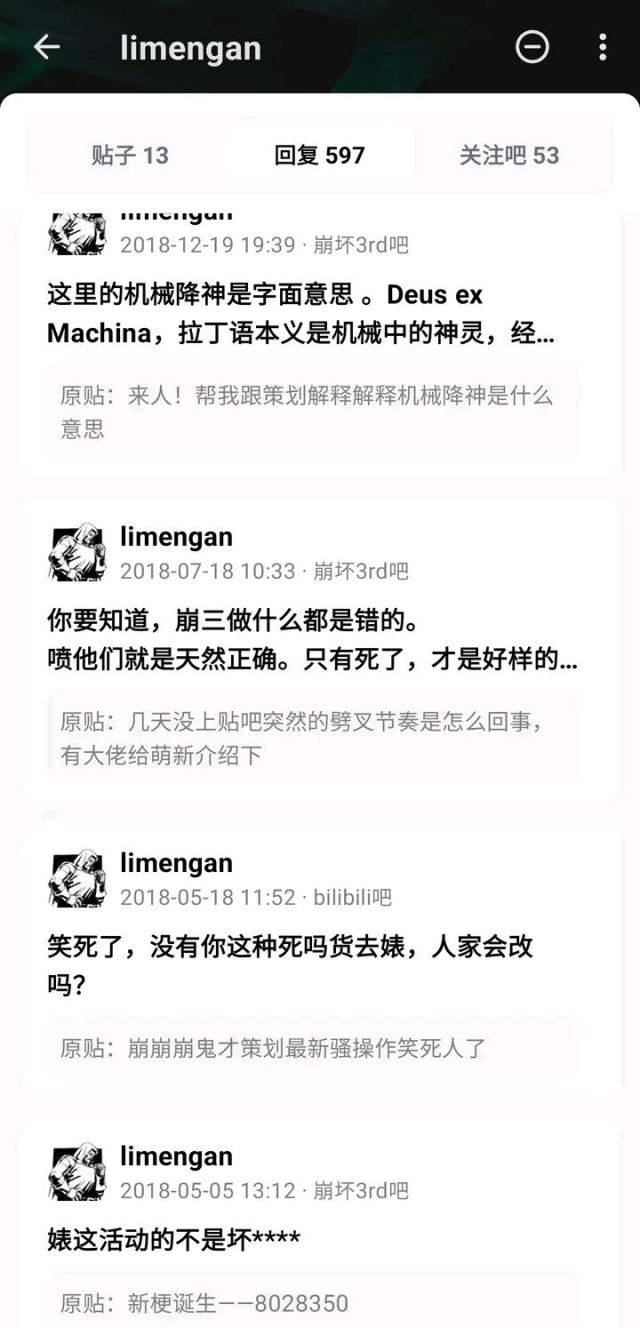 limengan
贴子 13
回复 597
关注吧 53
limengan
2018-12-19 19:39 · 崩坏3rd吧
这里的机械降神是字面意思 。Deus ex
Machina，拉丁语本义是机械中的神灵，经...
原贴：来人！帮我跟策划解释解释机械降神是什么
意思
limengan
2018-07-18 10:33 · 崩坏3rd吧
你要知道，崩三做什么都是错的。
喷他们就是天然正确。只有死了，才是好样的...
原贴：几天没上贴吧突然的劈叉节奏是怎么回事，
有大佬给萌新介绍下
limengan
2018-05-18 11:52 · bilibili吧
笑死了，没有你这种死吗货去婊，人家会改
吗？
原贴：崩崩崩鬼才策划最新骚操作笑死人了
limengan
2018-05-05 13:12 · 崩坏3rd吧
婊这活动的不是坏****
原贴：新梗诞生——8028350